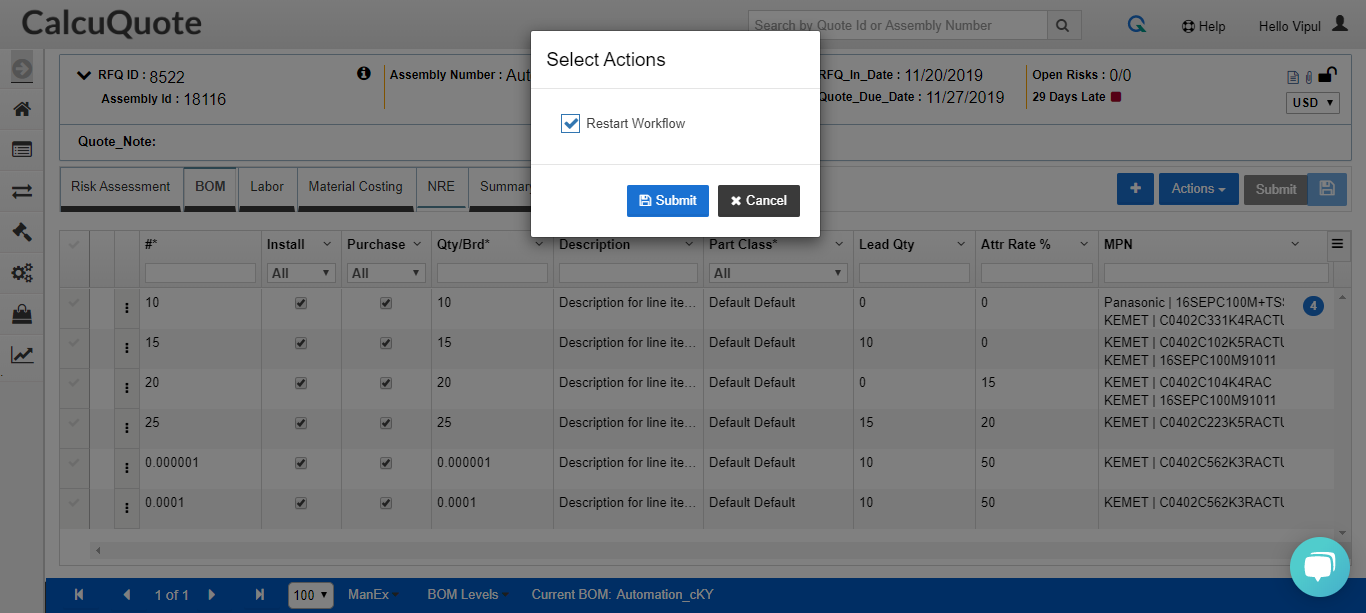 CalcuQuote
Search by Quote Id or Assembly Number
Help
Hello Vipul
Select Actions
Restart Workflow
Submit
Cancel
RFQ ID : 8522
Assembly Number : Aut
RFQ_In_Date : 11/20/2019
Open Risks : 0/0
Assembly Id : 18116
Quote_Due_Date : 11/27/2019
29 Days Late
USD
Quote_Note:
Risk Assessment
BOM
Labor
Material Costing
NRE
Summary
Actions
Submit
#* Install Purchase Qty/Brd* Description Part Class* Lead Qty Attr Rate % MPN
All All All
10 10 Description for line ite... Default Default 0 0 Panasonic | 16SEPC100M+TS 4
KEMET | C0402C331K4RACTU
15 15 Description for line ite... Default Default 10 0 KEMET | C0402C102K5RACTU
KEMET | 16SEPC100M91011
20 20 Description for line ite... Default Default 0 15 KEMET | C0402C104K4RAC
KEMET | 16SEPC100M91011
25 25 Description for line ite... Default Default 15 20 KEMET | C0402C223K5RACTU
0.000001 0.000001 Description for line ite... Default Default 10 50 KEMET | C0402C562K3RACTU
0.0001 0.0001 Description for line ite... Default Default 10 50 KEMET | C0402C562K3RACTU
1 of 1
100
ManEx
BOM Levels
Current BOM: Automation_cKY